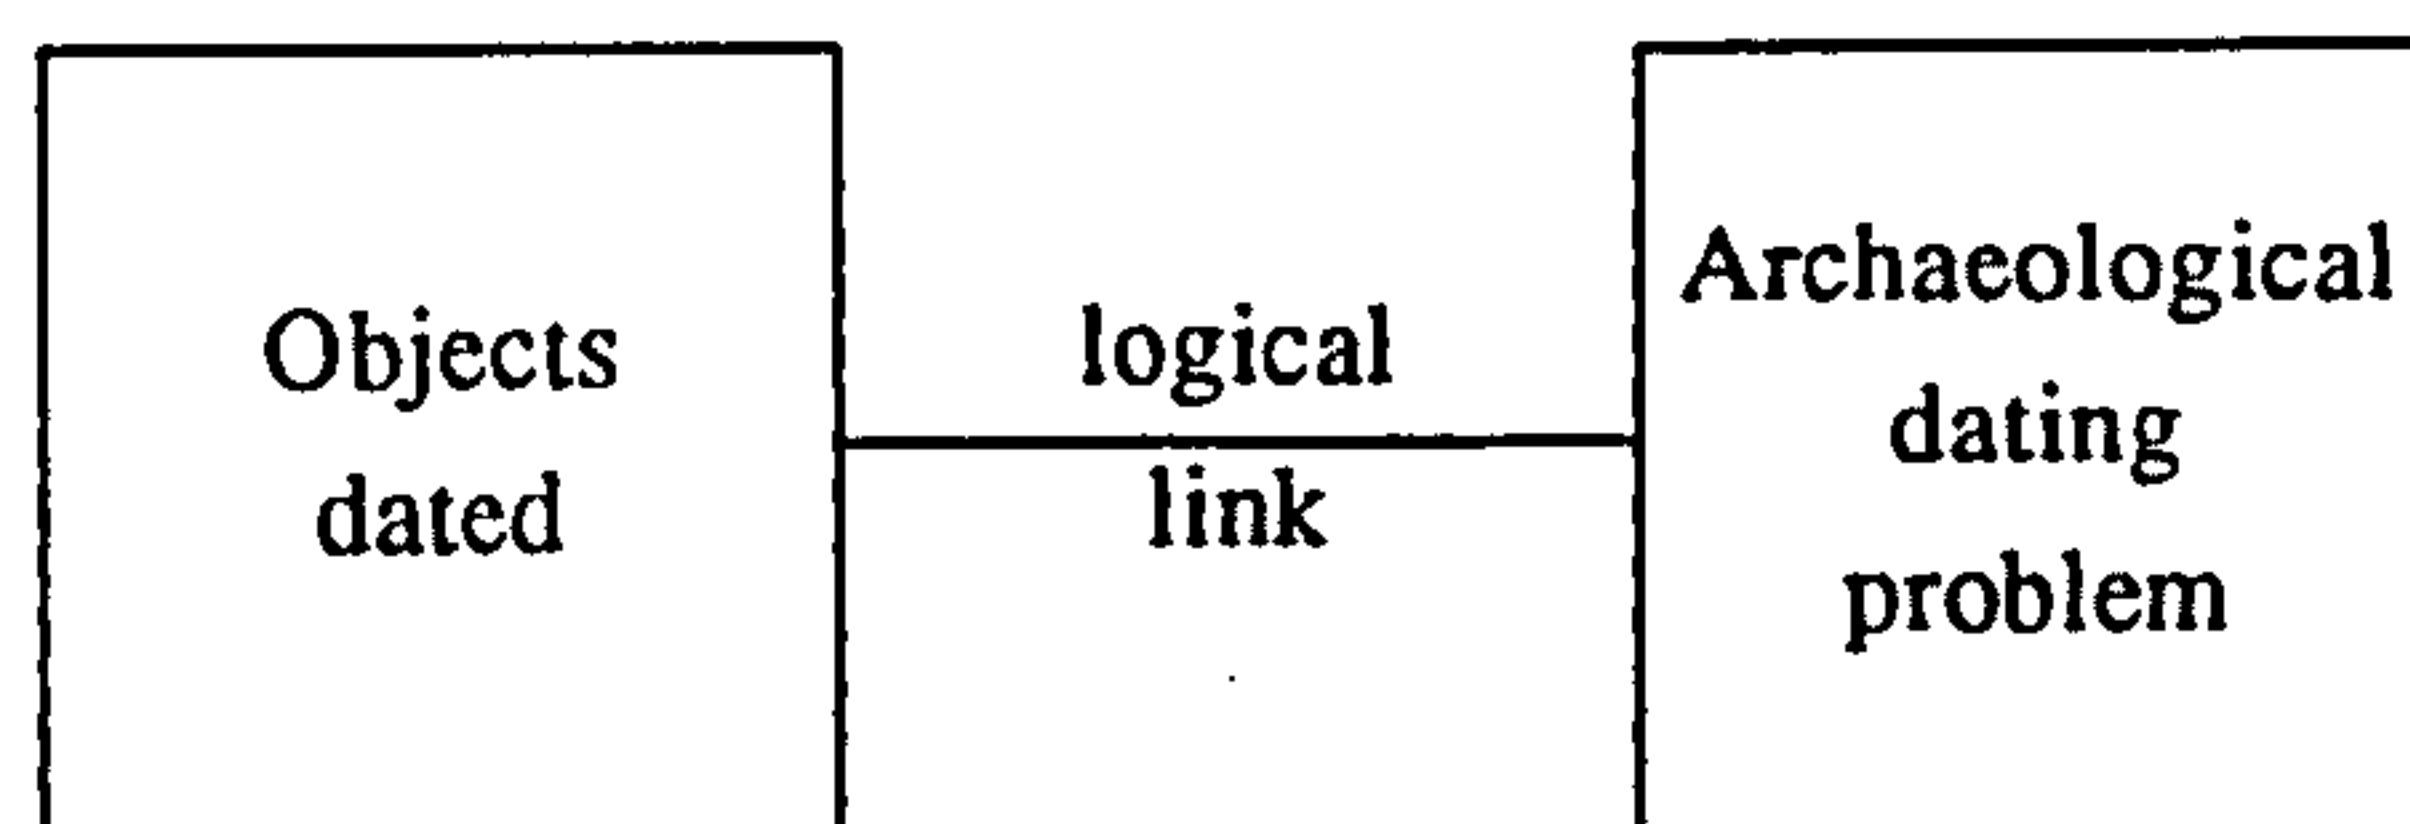 Objects
dated
logical
link
Archaeological
dating
problem